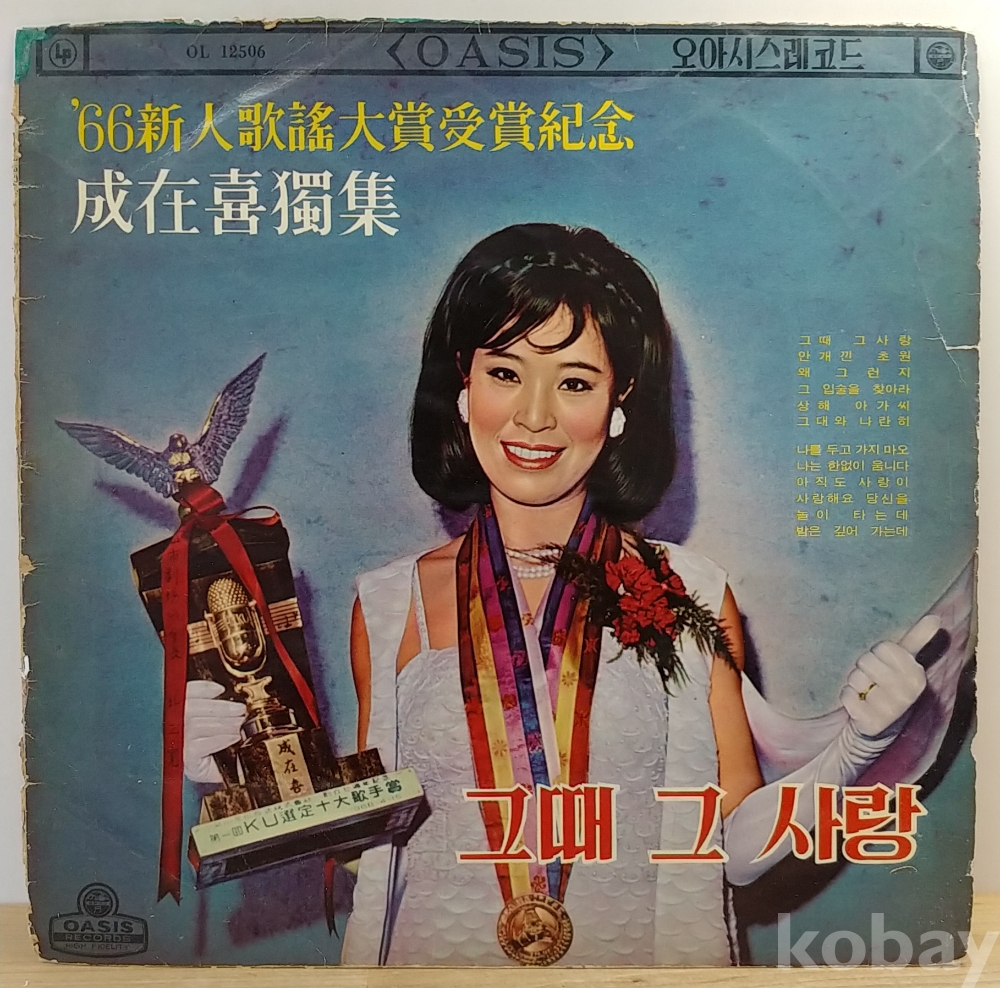 LP
OL 12506
〈OASIS〉
오아시스레코드
'66新人歌謠大賞受賞紀念
成在喜獨集
그때 그 사랑
안개낀 초원
왜 그런지
그 입술을 찾아라
상해 아가씨
그대와 나란히
나를 두고 가지 마오
나는 한없이 웁니다
아직도 사랑이
사랑해요 당신을
놀이 타는데
밤은 깊어 가는데
成在喜
第一回KU選定十大歌手賞
그때 그 사랑
OASIS
RECORDS
HIGH FIDELITY
kobay